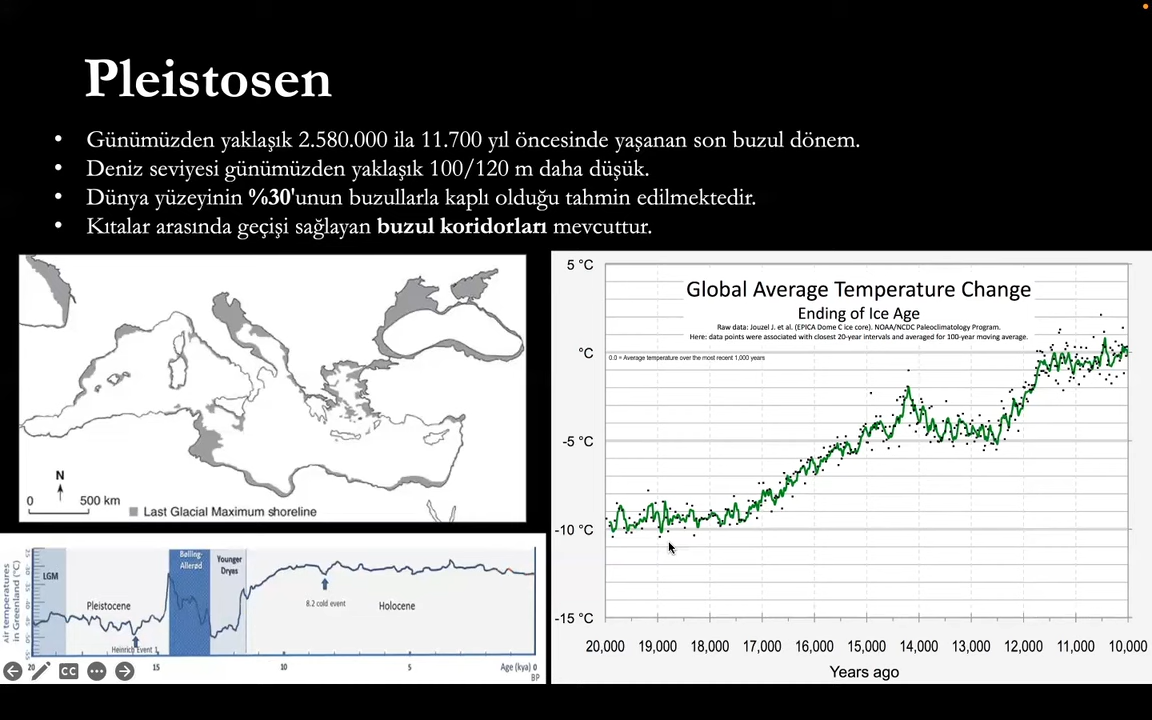 Pleistosen
• Günümüzden yaklaşık 2.580.000 ila 11.700 yıl öncesinde yaşanan son buzul dönem.
• Deniz seviyesi günümüzden yaklaşık 100/120 m daha düşük.
• Dünya yüzeyinin %30'unun buzullarla kaplı olduğu tahmin edilmektedir.
• Kıtalar arasında geçişi sağlayan buzul koridorları mevcuttur.
N
0 500 km
Last Glacial Maximum shoreline
5 °C
°C
-5 °C
-10 °C
-15 °C
Global Average Temperature Change
Ending of Ice Age
Raw data: Jouzel J. et al. (EPICA Dome C ice core). NOAA/NCDC Paleoclimatology Program.
Here: data points were associated with closest 20-year intervals and averaged for 100-year moving average.
0.0 = Average temperature over the most recent 1,000 years
20,000 19,000 18,000 17,000 16,000 15,000 14,000 13,000 12,000 11,000 10,000
Years ago
Air temperatures
in Greenland (°C)
LGM
Pleistocene
Heinrich Event 1
Bølling-
Allerød
Younger
Dryas
8.2 cold event
Holocene
20 15 10 5 Age (kya) 0
BP
CC